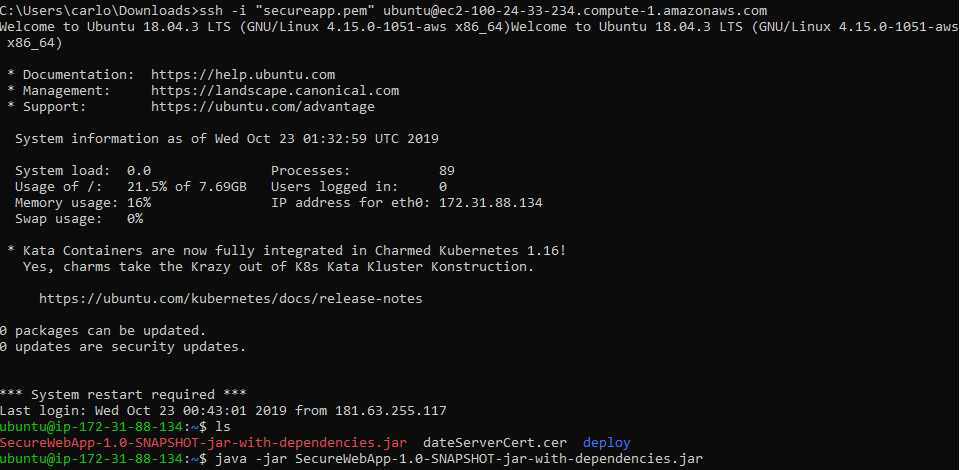 C:\Users\carlo\Downloads>ssh -i "secureapp.pem" ubuntu@ec2-100-24-33-234.compute-1.amazonaws.com
Welcome to Ubuntu 18.04.3 LTS (GNU/Linux 4.15.0-1051-aws x86_64)Welcome to Ubuntu 18.04.3 LTS (GNU/Linux 4.15.0-1051-aws
 x86_64)

 * Documentation:  https://help.ubuntu.com
 * Management:     https://landscape.canonical.com
 * Support:        https://ubuntu.com/advantage

  System information as of Wed Oct 23 01:32:59 UTC 2019

  System load:  0.0               Processes:           89
  Usage of /:   21.5% of 7.69GB   Users logged in:     0
  Memory usage: 16%               IP address for eth0: 172.31.88.134
  Swap usage:   0%

 * Kata Containers are now fully integrated in Charmed Kubernetes 1.16!
   Yes, charms take the Krazy out of K8s Kata Kluster Konstruction.

     https://ubuntu.com/kubernetes/docs/release-notes

0 packages can be updated.
0 updates are security updates.


*** System restart required ***
Last login: Wed Oct 23 00:43:01 2019 from 181.63.255.117
ubuntu@ip-172-31-88-134:~$ ls
SecureWebApp-1.0-SNAPSHOT-jar-with-dependencies.jar  dateServerCert.cer  deploy
ubuntu@ip-172-31-88-134:~$ java -jar SecureWebApp-1.0-SNAPSHOT-jar-with-dependencies.jar